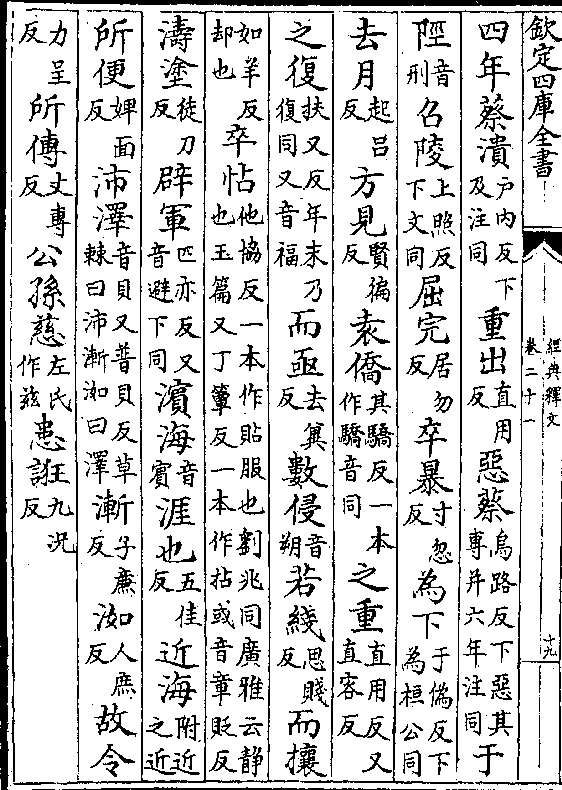 欽定四庫全書
經典釋文
卷二十一
十九
四年蔡潰户内反下及注同重出直用反惡蔡烏路反下惡其專并六年注同于
陘音刑召陵上照反下文同屈完居勿反卒暴寸忽反為下于偽反下為桓公同
去月起吕反方見賢徧反袁僑其驕反一本作驕音同之重直用反又直容反
之復扶又反年末乃復同又音福而亟去冀反數侵音朔若綫思賤反而攘
如羊反却也卒怗他協反一本作貼服也劉兆同廣雅云静也玉篇又丁簟反一本作拈或音章貶反
濤塗徒刀反辟軍匹亦反又音避下同濱海音賓涯也五佳反近海附近之近
所便婢面反沛澤音貝又普貝反草棘曰沛漸洳曰澤漸子廉反洳人庶反故令
力呈反所傳丈專反公孫慈左氏作兹患誑九況反